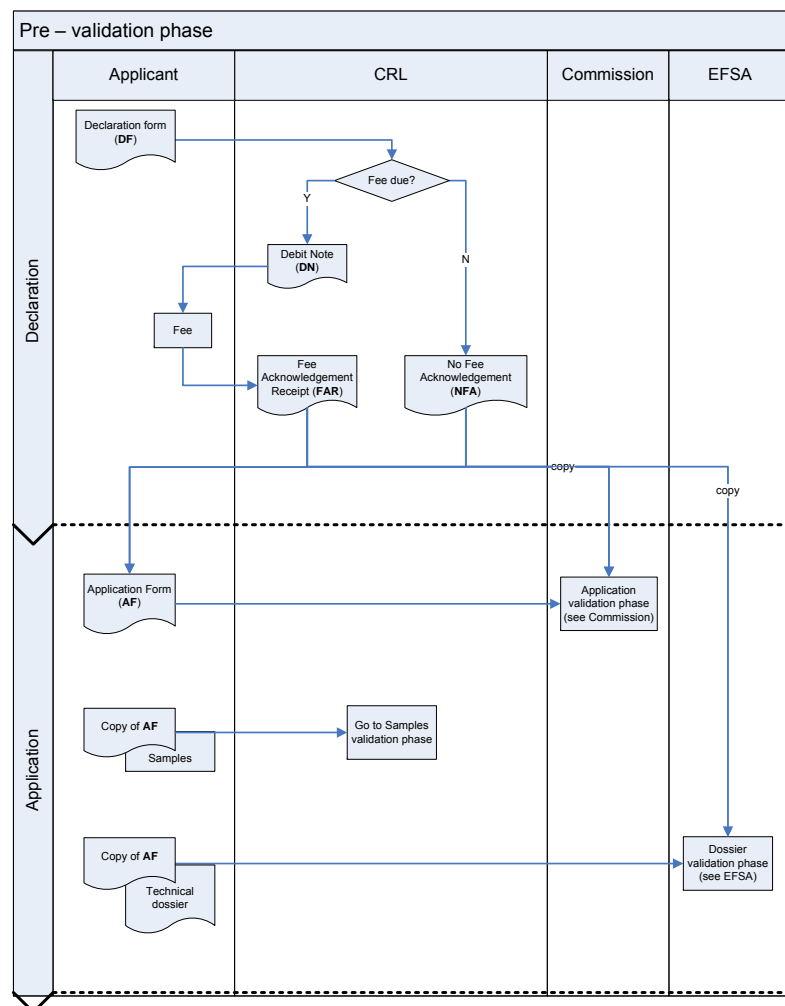 Pre – validation phase
Applicant
CRL
Commission
EFSA
Declaration
Declaration form
(DF)
Fee due?
Y
N
Debit Note
(DN)
Fee
Fee
Acknowledgement
Receipt (FAR)
No Fee
Acknowledgement
(NFA)
copy
copy
Application
Application Form
(AF)
Application
validation phase
(see Commission)
Copy of AF
Samples
Go to Samples
validation phase
Copy of AF
Technical
dossier
Dossier
validation phase
(see EFSA)